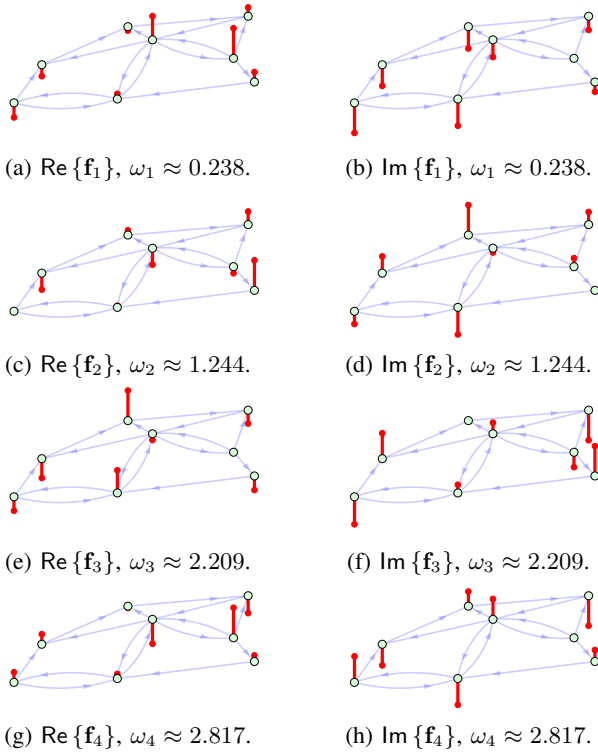 (a) Re {f₁}, ω₁ ≈ 0.238.
(b) Im {f₁}, ω₁ ≈ 0.238.
(c) Re {f₂}, ω₂ ≈ 1.244.
(d) Im {f₂}, ω₂ ≈ 1.244.
(e) Re {f₃}, ω₃ ≈ 2.209.
(f) Im {f₃}, ω₃ ≈ 2.209.
(g) Re {f₄}, ω₄ ≈ 2.817.
(h) Im {f₄}, ω₄ ≈ 2.817.